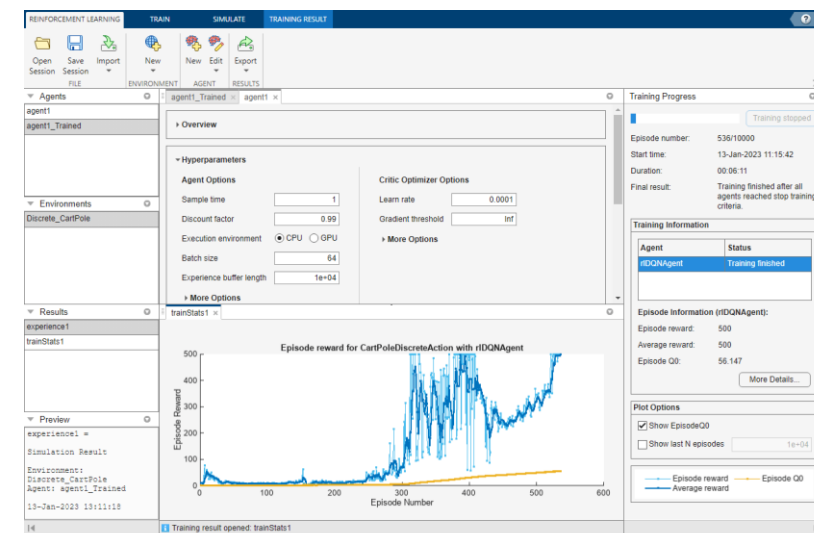 REINFORCEMENT LEARNING TRAIN SIMULATE TRAINING RESULT
?
Open Session
Save Session
Import
New
New
Edit
Export
FILE ENVIRONMENT AGENT RESULTS
Agents
agent1
agent1_Trained
Environments
Discrete_CartPole
Results
experience1
trainStats1
Preview
experience1 =
Simulation Result
Environment:
Discrete_CartPole
Agent: agent1_Trained
13-Jan-2023 13:11:18
agent1_Trained × agent1 ×
Overview
Hyperparameters
Agent Options
Sample time 1
Discount factor 0.99
Execution environment CPU GPU
Batch size 64
Experience buffer length 1e+04
More Options
Critic Optimizer Options
Learn rate 0.0001
Gradient threshold Inf
More Options
trainStats1 ×
Episode reward for CartPoleDiscreteAction with rlDQNAgent
Episode Reward
500
400
300
200
100
0
0 100 200 300 400 500 600
Episode Number
Training result opened: trainStats1
Training Progress
Training stopped
Episode number: 536/10000
Start time: 13-Jan-2023 11:15:42
Duration: 00:06:11
Final result: Training finished after all
agents reached stop training
criteria.
Training Information
Agent Status
rlDQNAgent Training finished
Episode Information (rlDQNAgent):
Episode reward: 500
Average reward: 500
Episode Q0: 56.147
More Details...
Plot Options
Show EpisodeQ0
Show last N episodes 1e+04
Episode reward Episode Q0
Average reward